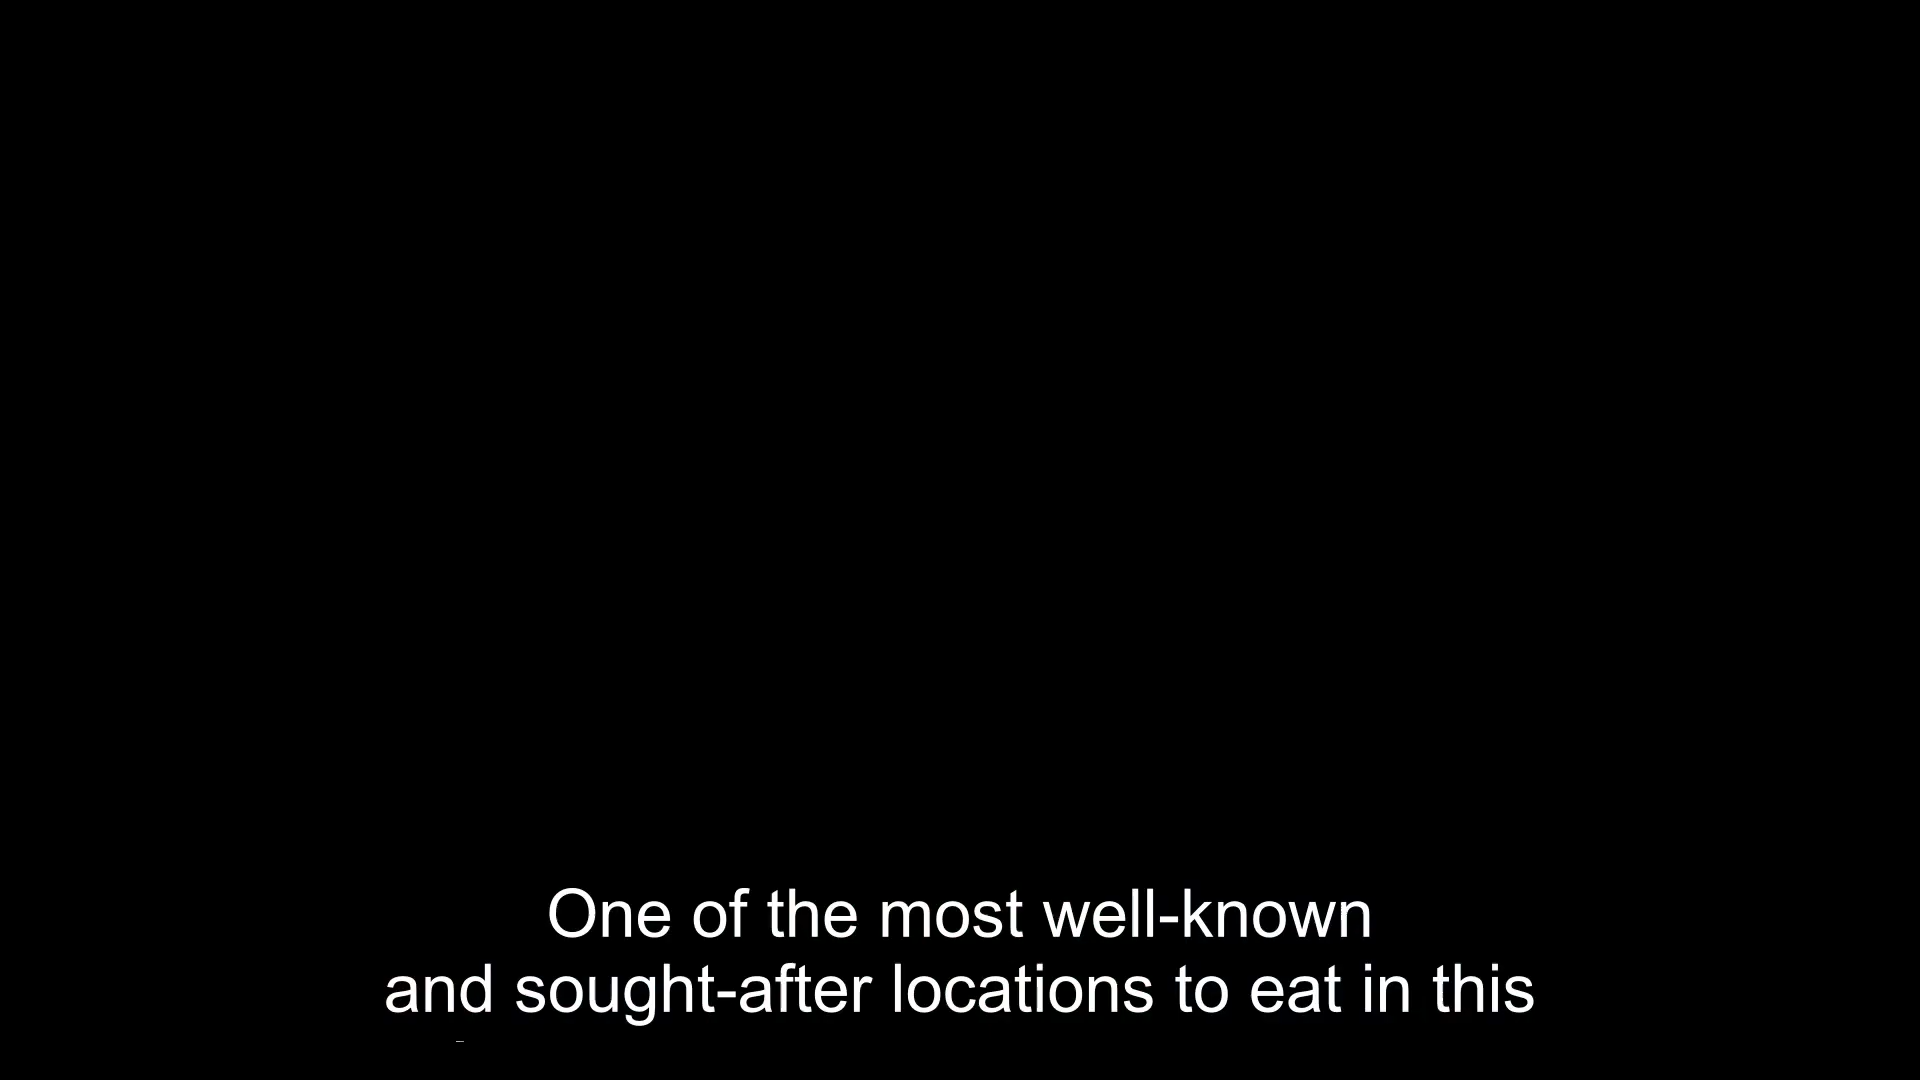 One of the most well-known
and sought-after locations to eat in this